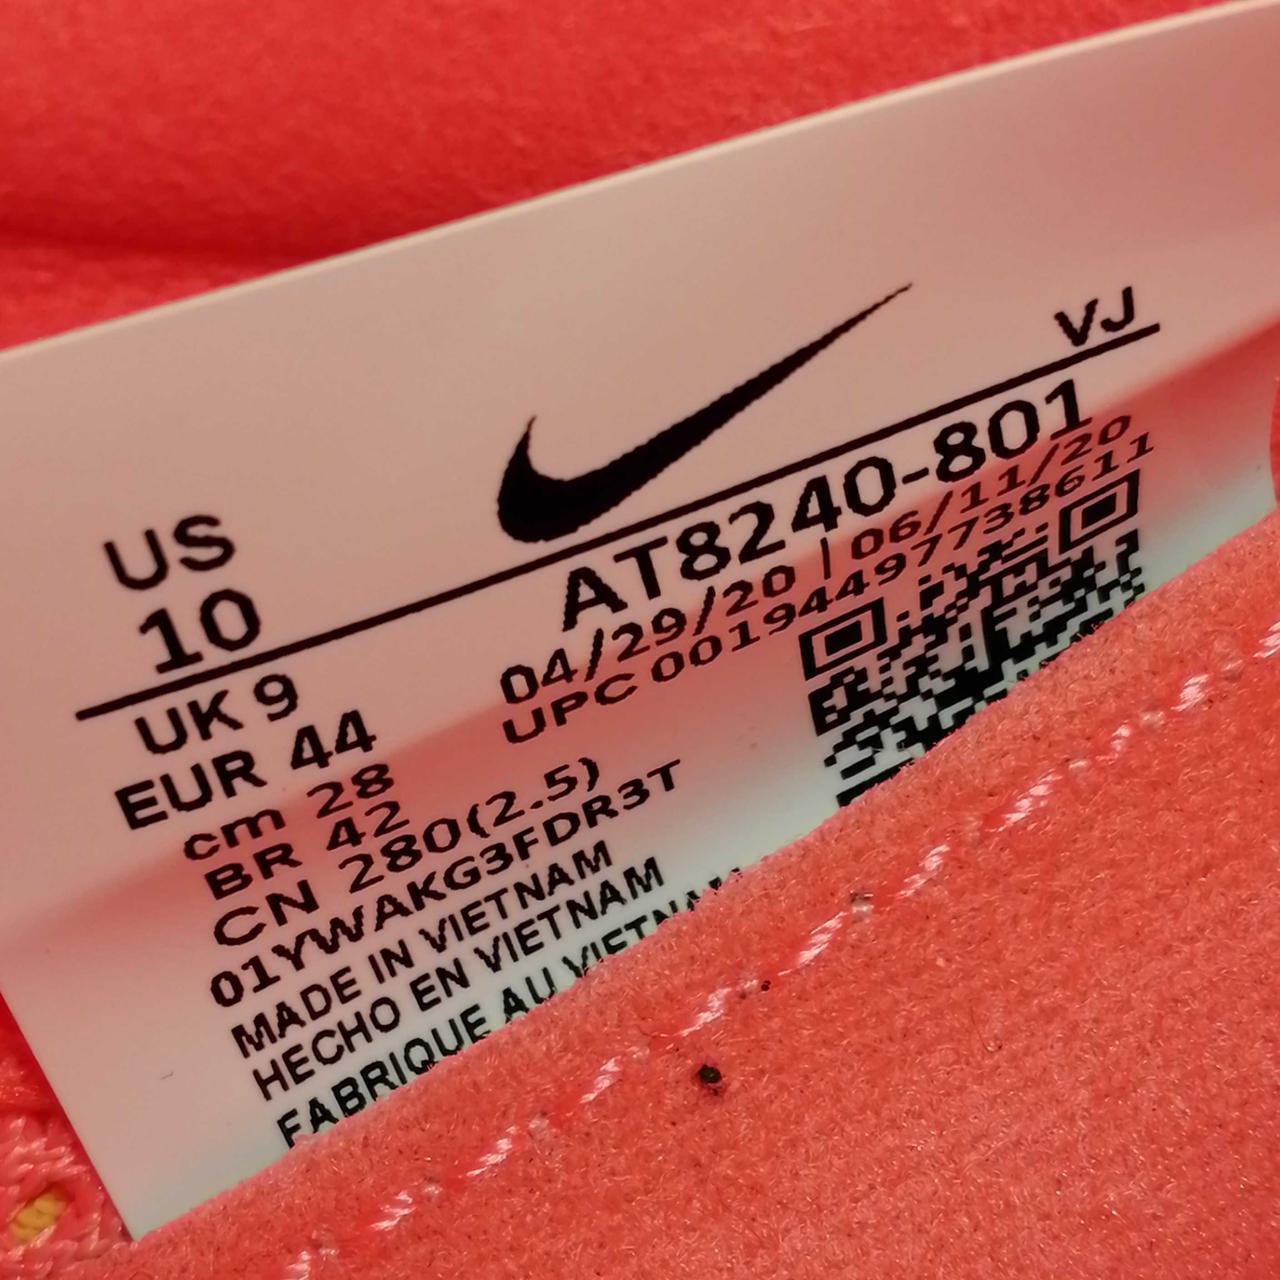 VJ
US
10
AT8240-801
04/29/20 | 06/11/20
UPC 00194497738611
UK 9
EUR 44
cm 28
BR 42
CN 280(2.5)
01YWAKG3FDR3T
MADE IN VIETNAM
HECHO EN VIETNAM
FABRIQUE AU VIETNAM